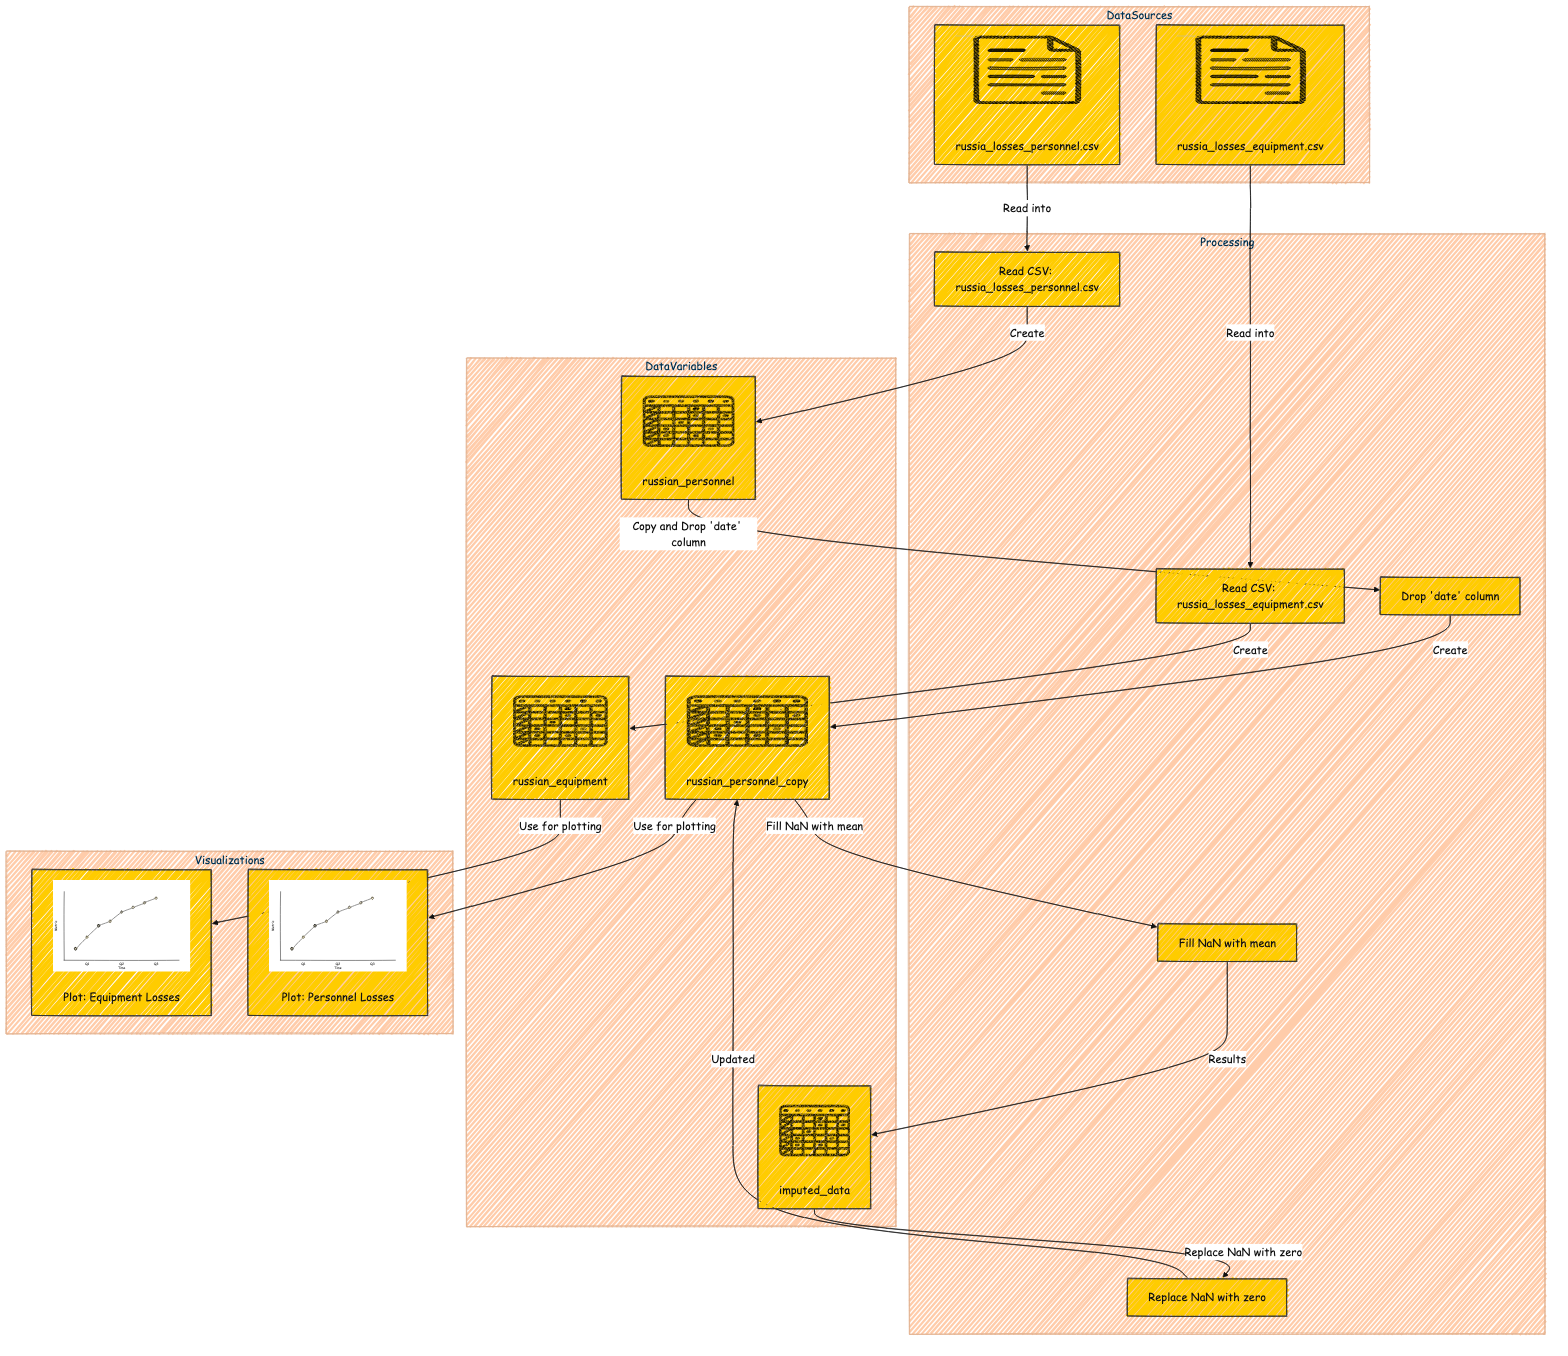 DataSources
russia_losses_personnel.csv
russia_losses_equipment.csv
Read into
Processing
Read CSV:
russia_losses_personnel.csv
Create
Read into
DataVariables
russian_personnel
Copy and Drop 'date'
column
Read CSV:
russia_losses_equipment.csv
Drop 'date' column
Create
Create
russian_equipment
russian_personnel_copy
Use for plotting
Use for plotting
Fill NaN with mean
Visualizations
Plot: Equipment Losses
Plot: Personnel Losses
Fill NaN with mean
Updated
Results
imputed_data
Replace NaN with zero
Replace NaN with zero